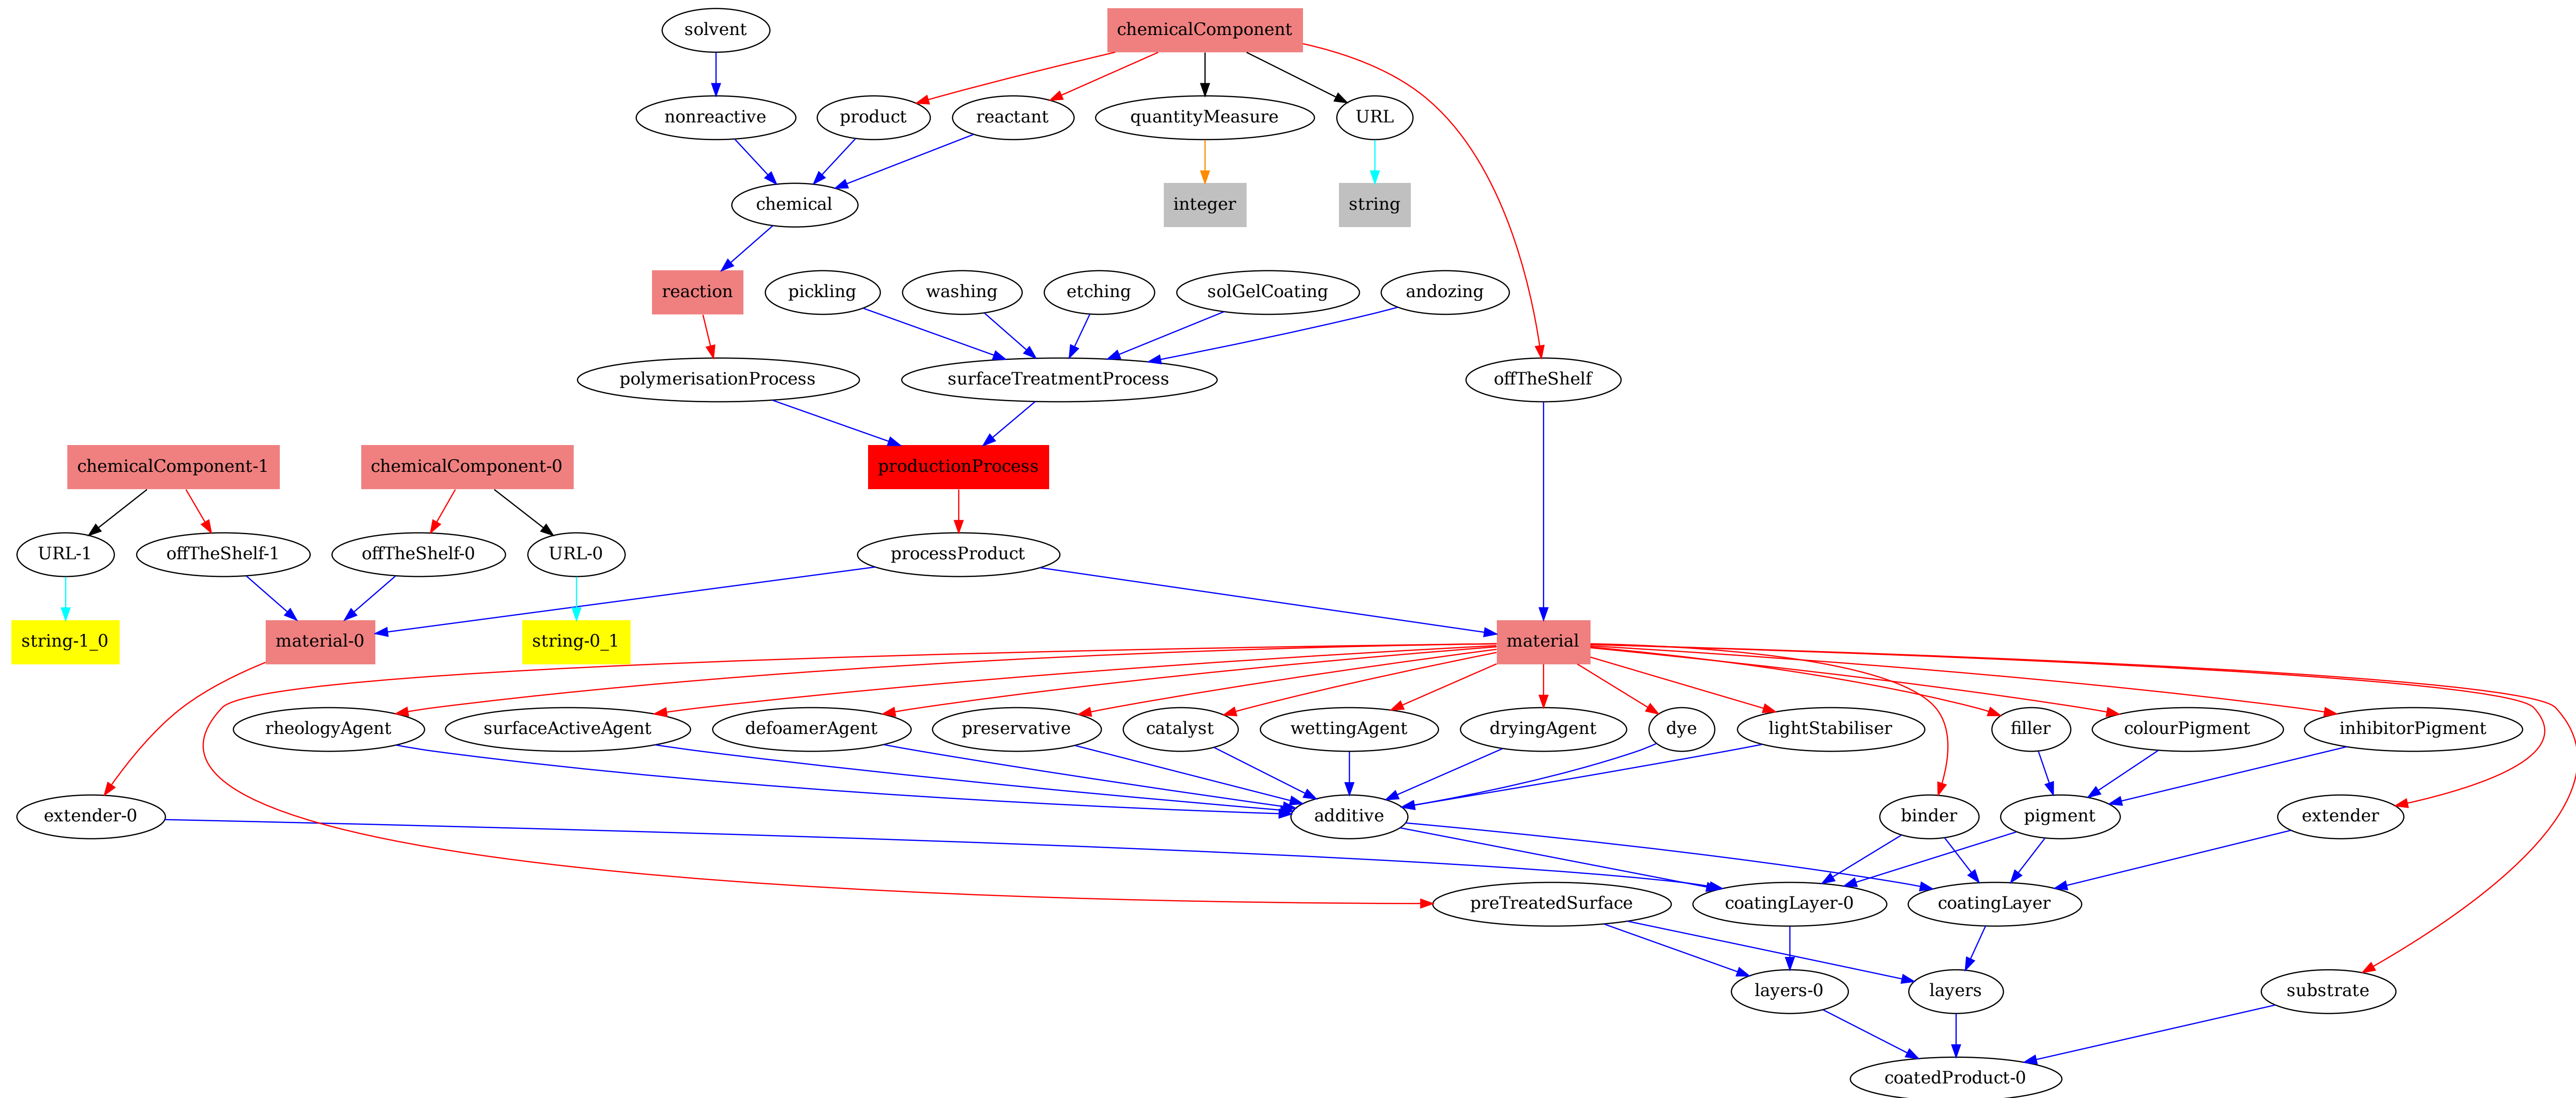 solvent
chemicalComponent
nonreactive
product
reactant
quantityMeasure
URL
chemical
integer
string
reaction
pickling
washing
etching
solGelCoating
andozing
polymerisationProcess
surfaceTreatmentProcess
offTheShelf
chemicalComponent-1
chemicalComponent-0
productionProcess
URL-1
offTheShelf-1
offTheShelf-0
URL-0
processProduct
string-1_0
material-0
string-0_1
material
rheologyAgent
surfaceActiveAgent
defoamerAgent
preservative
catalyst
wettingAgent
dryingAgent
dye
lightStabiliser
filler
colourPigment
inhibitorPigment
extender-0
additive
binder
pigment
extender
preTreatedSurface
coatingLayer-0
coatingLayer
layers-0
layers
substrate
coatedProduct-0